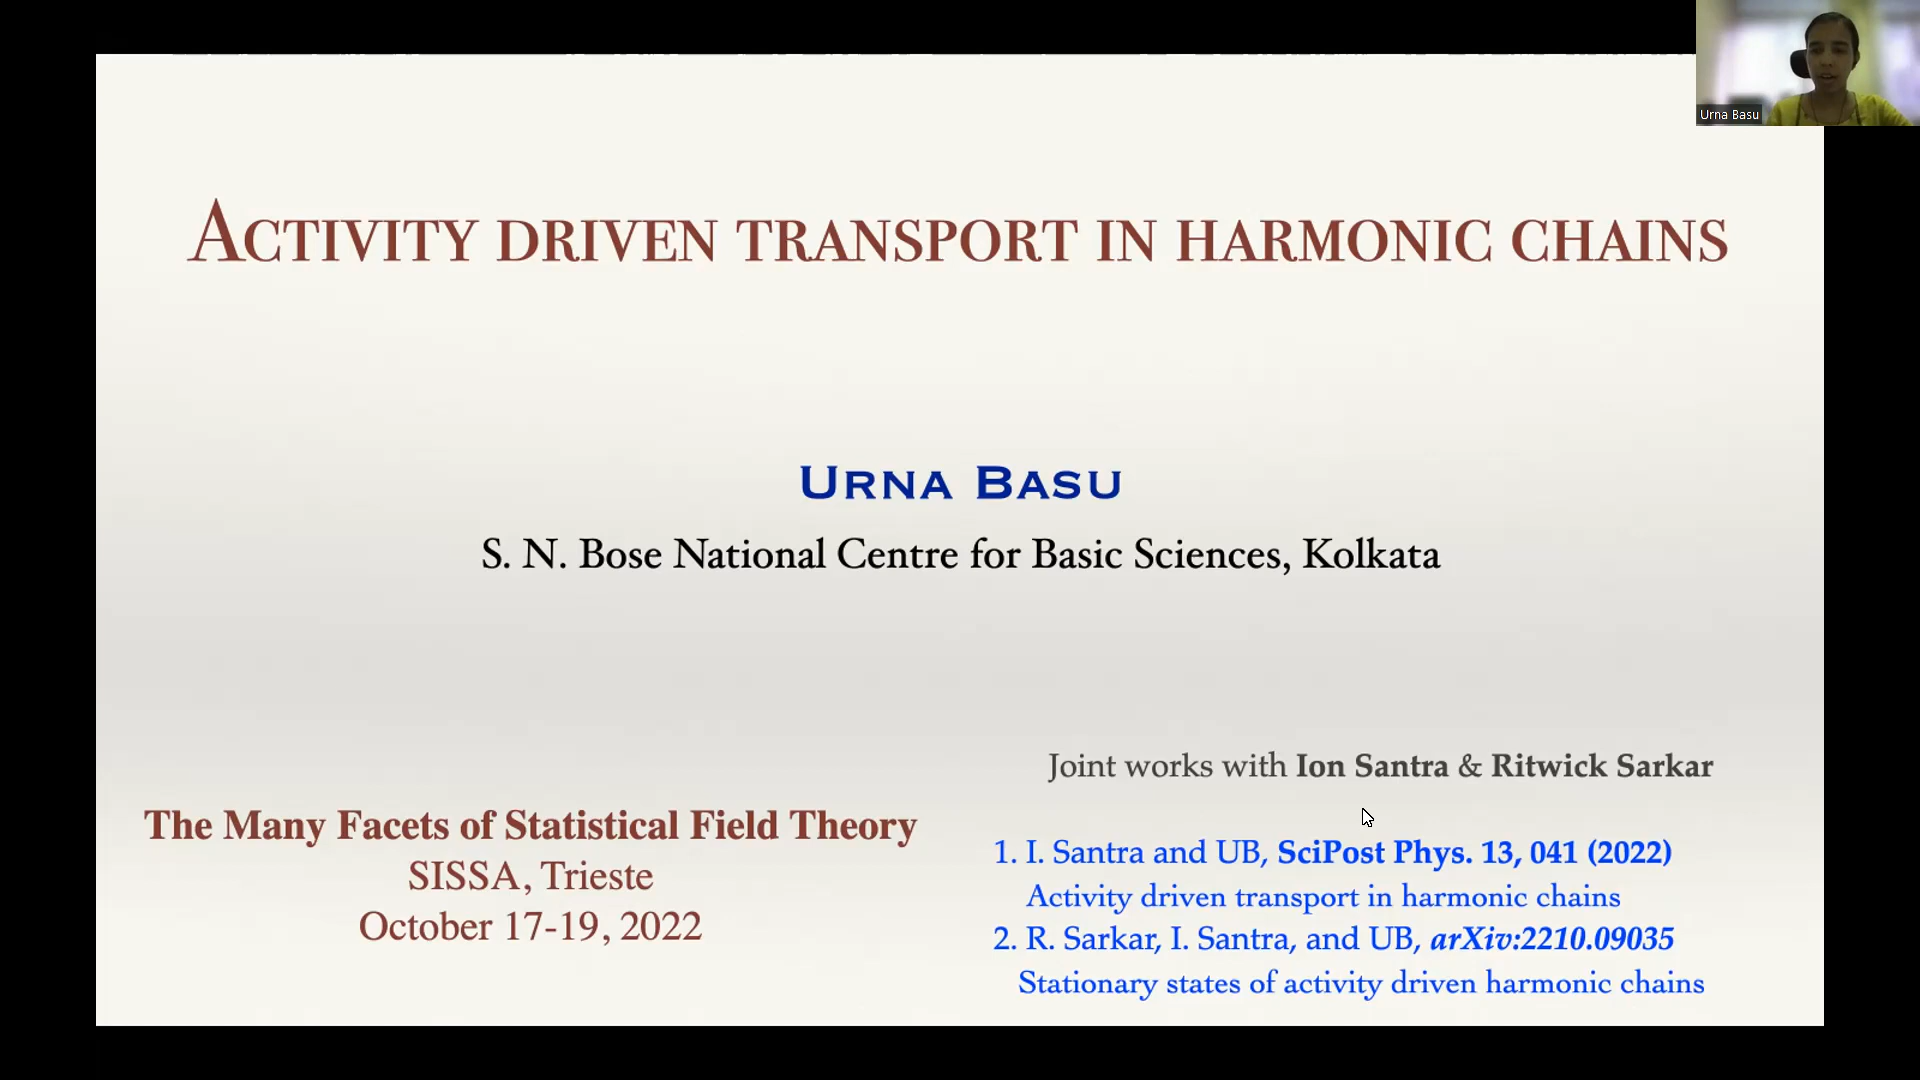 Urna Basu
ACTIVITY DRIVEN TRANSPORT IN HARMONIC CHAINS
URNA BASU
S. N. Bose National Centre for Basic Sciences, Kolkata
Joint works with Ion Santra & Ritwick Sarkar
The Many Facets of Statistical Field Theory
SISSA, Trieste
October 17-19, 2022
1. I. Santra and UB, SciPost Phys. 13, 041 (2022)
Activity driven transport in harmonic chains
2. R. Sarkar, I. Santra, and UB, arXiv:2210.09035
Stationary states of activity driven harmonic chains